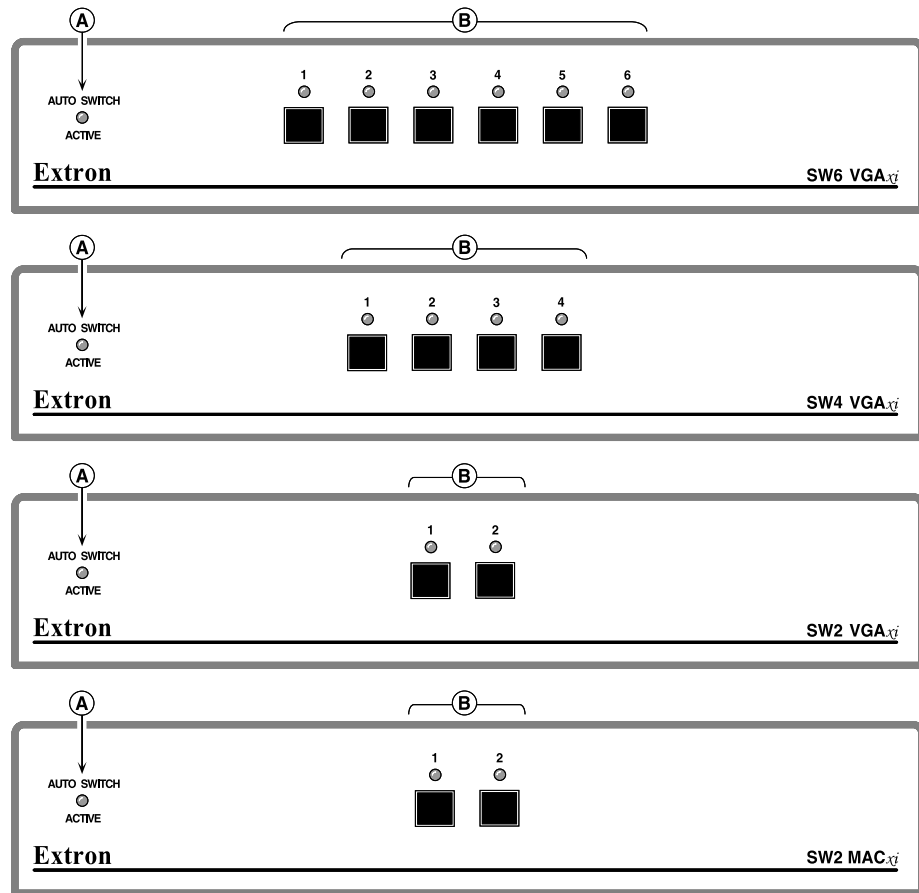 A B
1 2 3 4 5 6
AUTO SWITCH
ACTIVE
Extron SW6 VGAxi
A B
1 2 3 4
AUTO SWITCH
ACTIVE
Extron SW4 VGAxi
A B
1 2
AUTO SWITCH
ACTIVE
Extron SW2 VGAxi
A B
1 2
AUTO SWITCH
ACTIVE
Extron SW2 MACxi